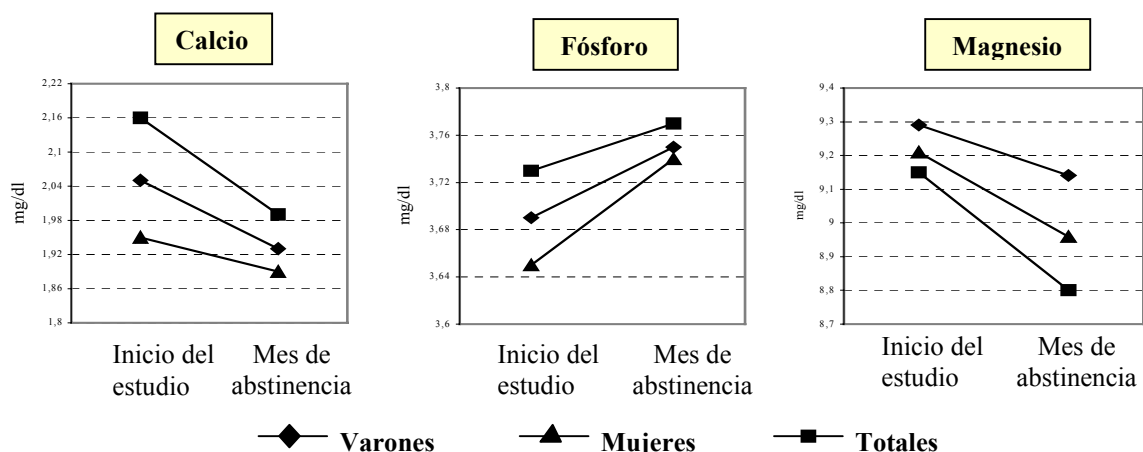 Calcio
2,22
2,16
2,1
2,04
1,98
1,92
1,86
1,8
mg/dl
Inicio del
estudio
Mes de
abstinencia
Fósforo
3,8
3,76
3,72
3,68
3,64
3,6
mg/dl
Inicio del
estudio
Mes de
abstinencia
Magnesio
9,4
9,3
9,2
9,1
9
8,9
8,8
8,7
mg/dl
Inicio del
estudio
Mes de
abstinencia
Varones
Mujeres
Totales